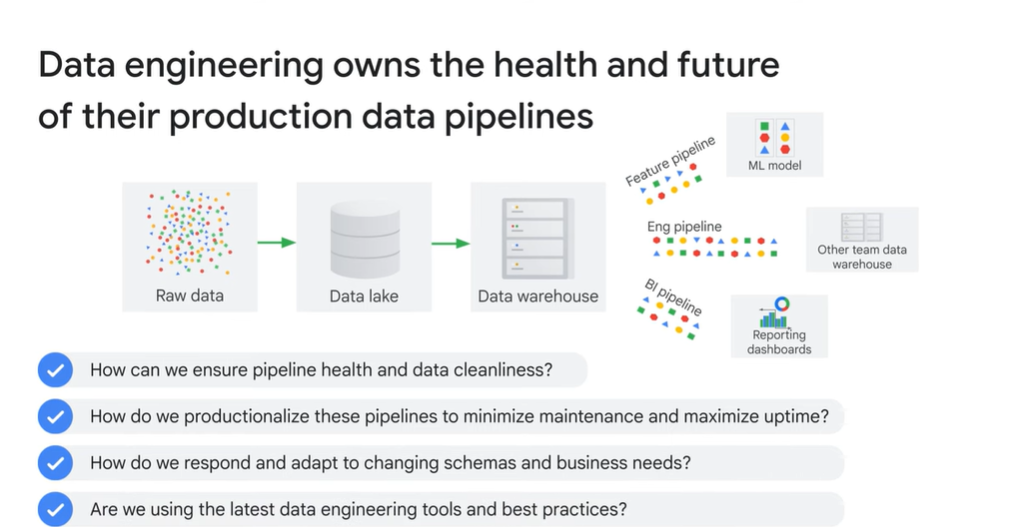 Data engineering owns the health and future
of their production data pipelines
Raw data
Data lake
Data warehouse
Feature pipeline
ML model
Eng pipeline
Other team data
warehouse
BI pipeline
Reporting
dashboards
How can we ensure pipeline health and data cleanliness?
How do we productionalize these pipelines to minimize maintenance and maximize uptime?
How do we respond and adapt to changing schemas and business needs?
Are we using the latest data engineering tools and best practices?